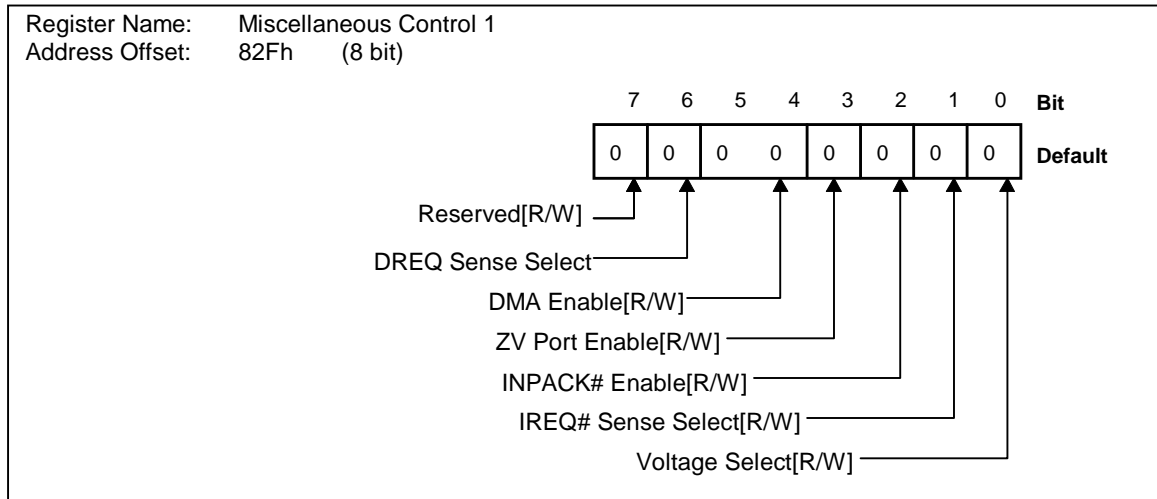 Register Name: Miscellaneous Control 1
Address Offset: 82Fh (8 bit)
7 6 5 4 3 2 1 0 Bit
0 0 0 0 0 0 0 0 Default
Reserved[R/W]
DREQ Sense Select
DMA Enable[R/W]
ZV Port Enable[R/W]
INPACK# Enable[R/W]
IREQ# Sense Select[R/W]
Voltage Select[R/W]